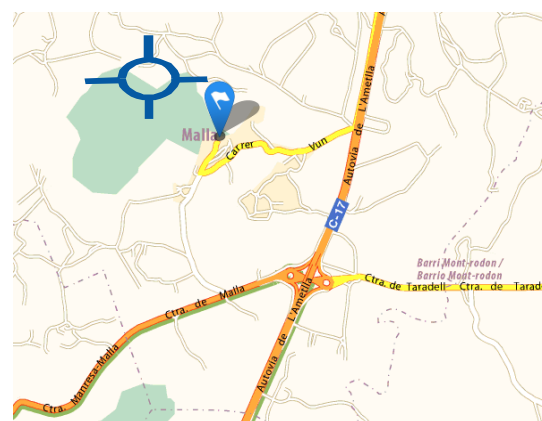 Autovia de l'Ametlla
Malla
Carrer Vun
C-17
Barri Mont-rodon /
Barrio Mont-rodon
Ctra. de Taradell Ctra. de Tarad
Ctra. de Malla
Autovia de L'Ametlla
Ctra. Manresa-Malla